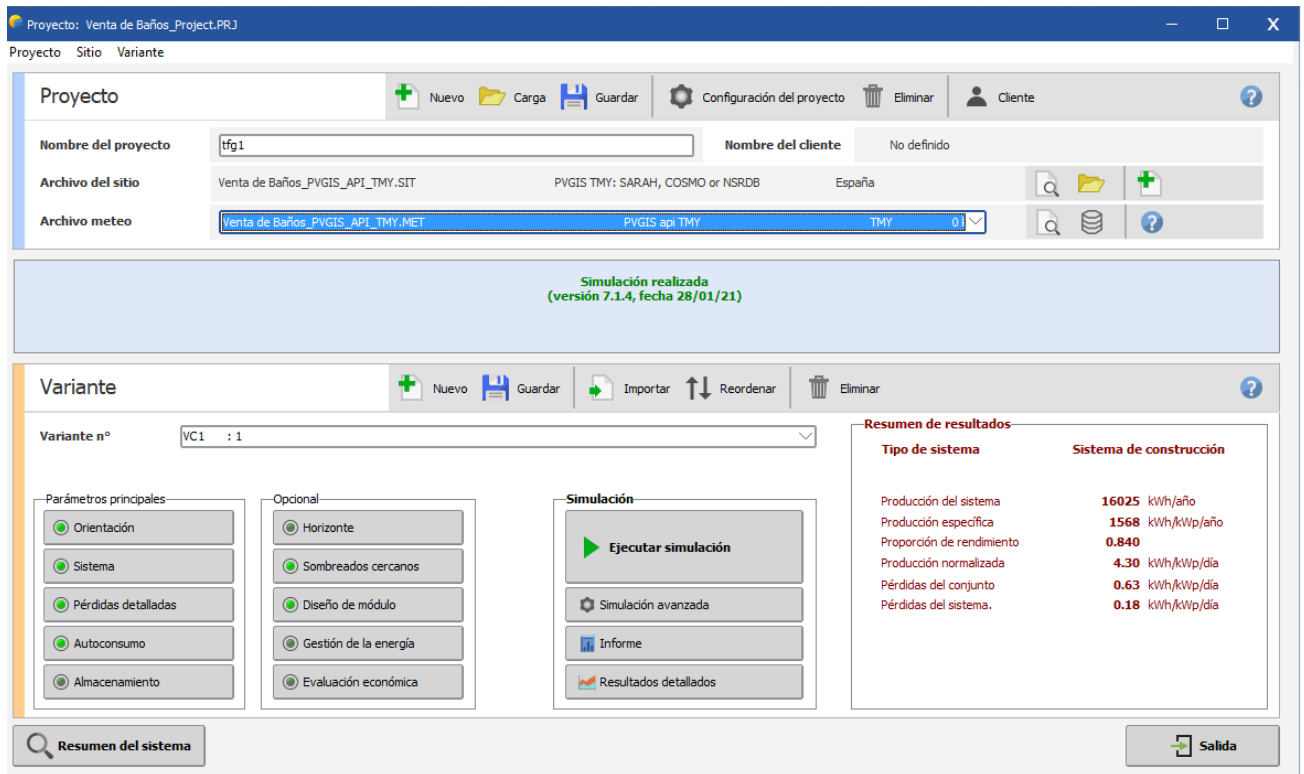 Proyecto: Venta de Baños_Project.PRJ
Proyecto Sitio Variante
Proyecto
Nuevo Carga Guardar Configuración del proyecto Eliminar Cliente
Nombre del proyecto tfg1 Nombre del cliente No definido
Archivo del sitio Venta de Baños_PVGIS_API_TMY.SIT PVGIS TMY: SARAH, COSMO or NSRDB España
Archivo meteo Venta de Baños_PVGIS_API_TMY.MET PVGIS api TMY TMY 0
Simulación realizada
(versión 7.1.4, fecha 28/01/21)
Variante
Nuevo Guardar Importar Reordenar Eliminar
Variante nº VC1 : 1
Resumen de resultados
Tipo de sistema Sistema de construcción
Producción del sistema 16025 kWh/año
Producción específica 1568 kWh/kWp/año
Proporción de rendimiento 0.840
Producción normalizada 4.30 kWh/kWp/día
Pérdidas del conjunto 0.63 kWh/kWp/día
Pérdidas del sistema. 0.18 kWh/kWp/día
Parámetros principales
Orientación
Sistema
Pérdidas detalladas
Autoconsumo
Almacenamiento
Opcional
Horizonte
Sombreados cercanos
Diseño de módulo
Gestión de la energía
Evaluación económica
Simulación
Ejecutar simulación
Simulación avanzada
Informe
Resultados detallados
Resumen del sistema
Salida